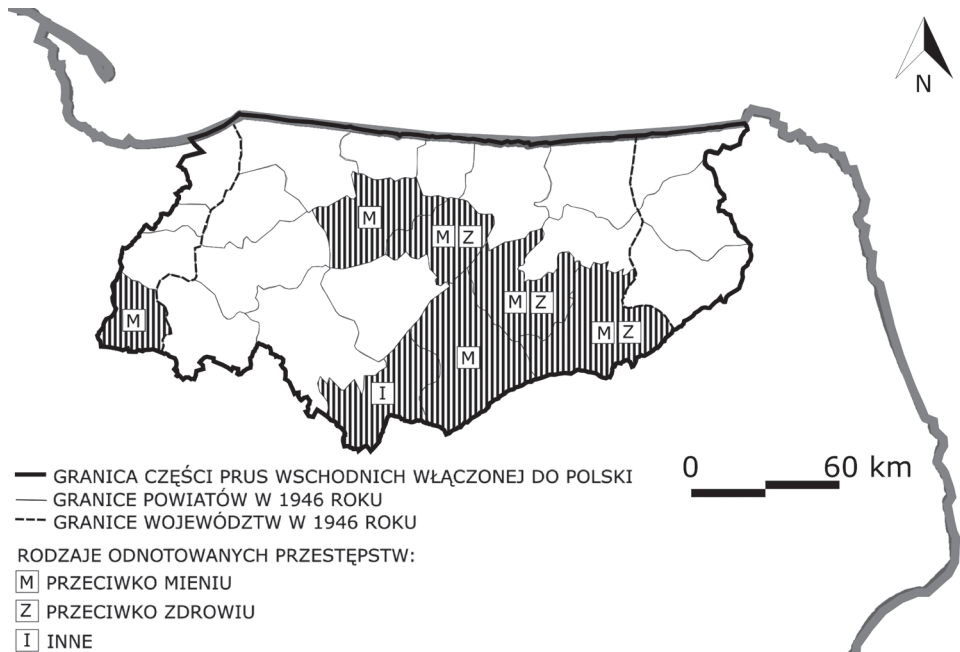 N
M
M Z
M Z
M
M Z
M
I
0 60 km
GRANICA CZĘŚCI PRUS WSCHODNICH WŁĄCZONEJ DO POLSKI
GRANICE POWIATÓW W 1946 ROKU
GRANICE WOJEWÓDZTW W 1946 ROKU
RODZAJE ODNOTOWANYCH PRZESTĘPSTW:
M PRZECIWKO MIENIU
Z PRZECIWKO ZDROWIU
I INNE